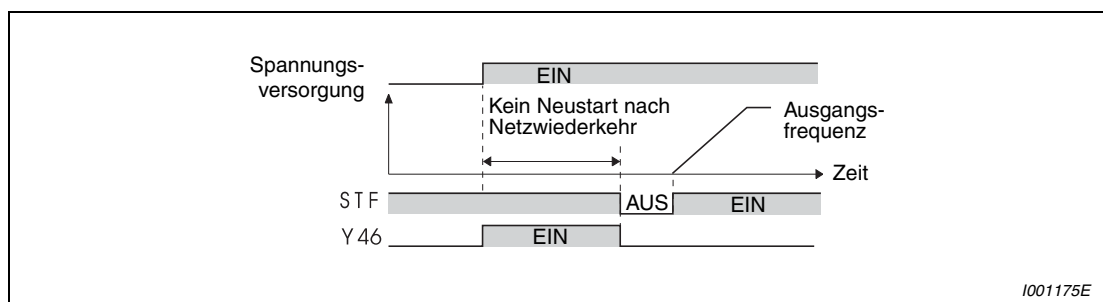 Spannungs-
versorgung
EIN
Kein Neustart nach
Netzwiederkehr
Ausgangs-
frequenz
Zeit
STF
AUS
EIN
Y46
EIN
I001175E